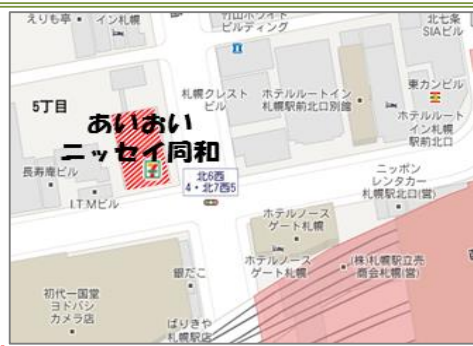 えりも亭
イン札幌
竹山ホワイト
ビルディング
北七条
SIAビル
5丁目
あいおい
ニッセイ同和
札幌クレスト
ビル
ホテルルートイン
札幌駅前北口別館
東カンビル
ホテルルート
イン札幌
駅前北口
長寿庵ビル
I.T.Mビル
北6西
4・北7西5
ニッポン
レンタカー
札幌駅北口(営)
ホテルノース
ゲート札幌
ホテルノース
ゲート札幌
(株)札幌駅立売
商会札幌(営)
銀だこ
初代一国堂
ヨドバシ
カメラ店
ばりきや
札幌駅店